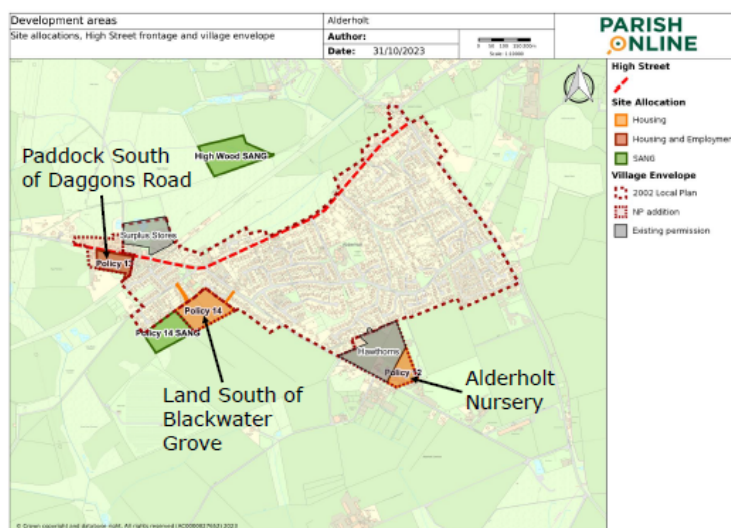 Development areas
Site allocations, High Street frontage and village envelope
Alderholt
Author:
Date: 31/10/2023
PARISH
ONLINE
High Street
Site Allocation
Housing
Housing and Employment
SANG
Village Envelope
2002 Local Plan
NP addition
Existing permission
High Wood SANG
Paddock South
of Daggons Road
Surplus Stores
Policy 13
Policy 14
Policy 14 SANG
Hawthorns
Policy 12
Land South of
Blackwater
Grove
Alderholt
Nursery